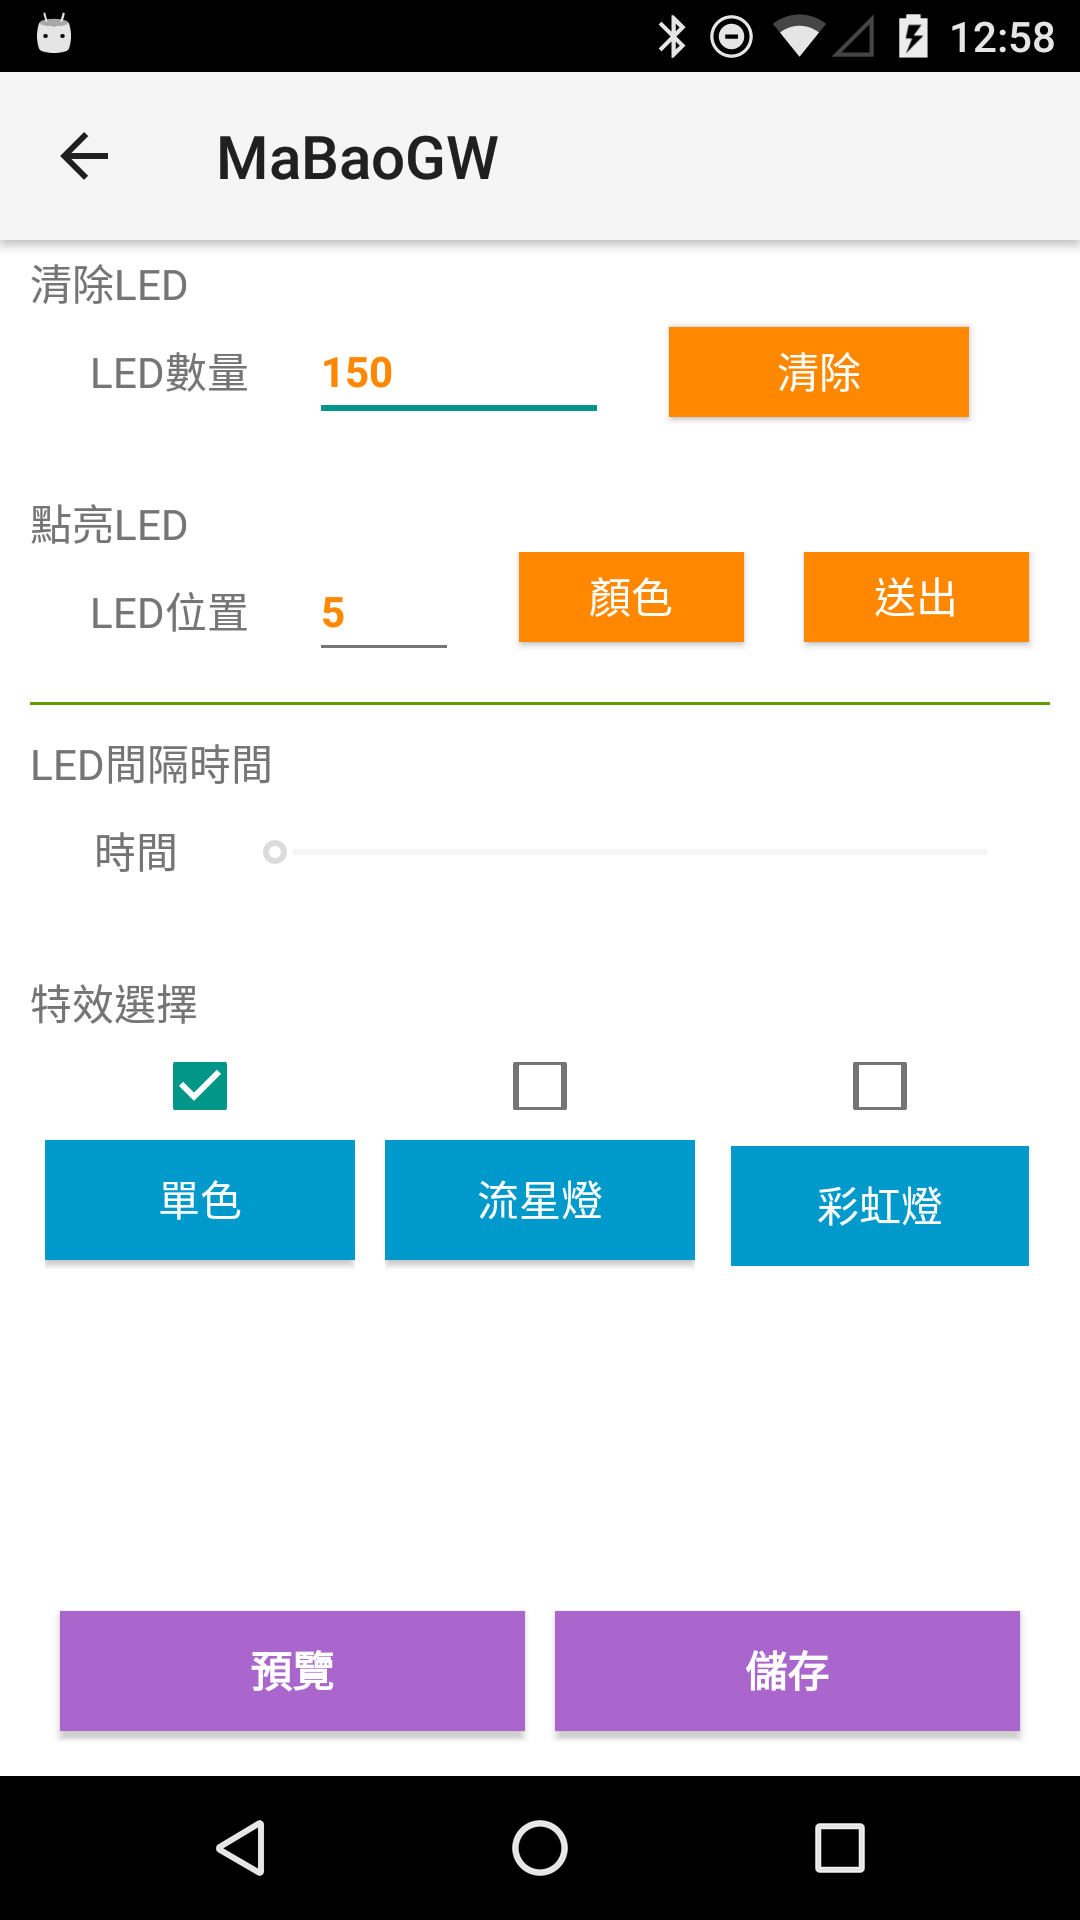 12:58
MaBaoGW
清除LED
LED數量 150 清除
點亮LED
LED位置 5 顏色 送出
LED間隔時間
時間
特效選擇
單色 流星燈 彩虹燈
預覽 儲存